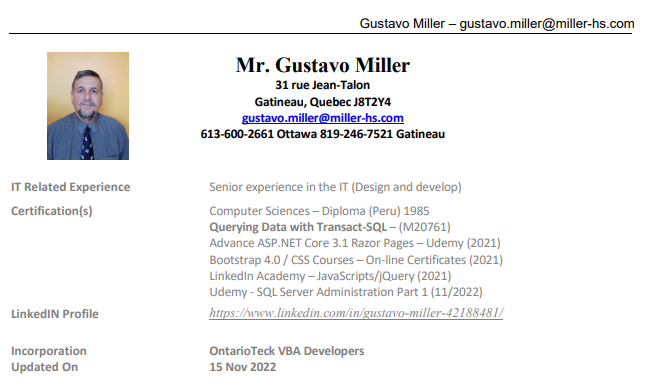 Gustavo Miller – gustavo.miller@miller-hs.com
Mr. Gustavo Miller
31 rue Jean-Talon
Gatineau, Quebec J8T2Y4
gustavo.miller@miller-hs.com
613-600-2661 Ottawa 819-246-7521 Gatineau
IT Related Experience Senior experience in the IT (Design and develop)
Certification(s) Computer Sciences – Diploma (Peru) 1985
Querying Data with Transact-SQL – (M20761)
Advance ASP.NET Core 3.1 Razor Pages – Udemy (2021)
Bootstrap 4.0 / CSS Courses – On-line Certificates (2021)
LinkedIn Academy – JavaScripts/jQuery (2021)
Udemy - SQL Server Administration Part 1 (11/2022)
LinkedIN Profile https://www.linkedin.com/in/gustavo-miller-42188481/
Incorporation OntarioTeck VBA Developers
Updated On 15 Nov 2022